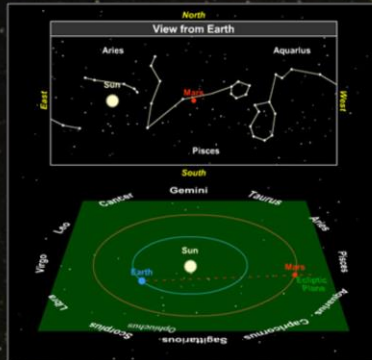 North
View from Earth
Aries
Aquarius
Sun
Mars
East
West
Pisces
South
Gemini
Cancer
Taurus
Leo
Aries
Virgo
Sun
Pisces
Earth
Mars
Ecliptic
Plane
Libra
Aquarius
Scorpius
Ophiuchus
Sagittarius
Capricornus